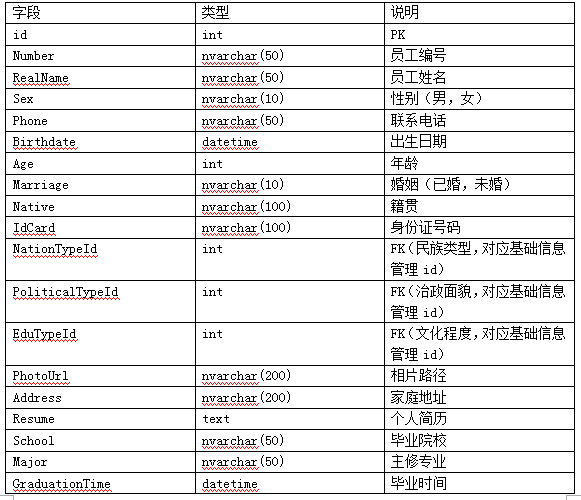 字段 类型 说明
id int PK
Number nvarchar(50) 员工编号
RealName nvarchar(50) 员工姓名
Sex nvarchar(10) 性别（男，女）
Phone nvarchar(50) 联系电话
Birthdate datetime 出生日期
Age int 年龄
Marriage nvarchar(10) 婚姻（已婚，未婚）
Native nvarchar(100) 籍贯
IdCard nvarchar(100) 身份证号码
NationTypeId int FK（民族类型，对应基础信息
管理 id）
PoliticalTypeId int FK（治政面貌，对应基础信息
管理 id）
EduTypeId int FK（文化程度，对应基础信息
管理 id）
PhotoUrl nvarchar(200) 相片路径
Address nvarchar(200) 家庭地址
Resume text 个人简历
School nvarchar(50) 毕业院校
Major nvarchar(50) 主修专业
GraduationTime datetime 毕业时间